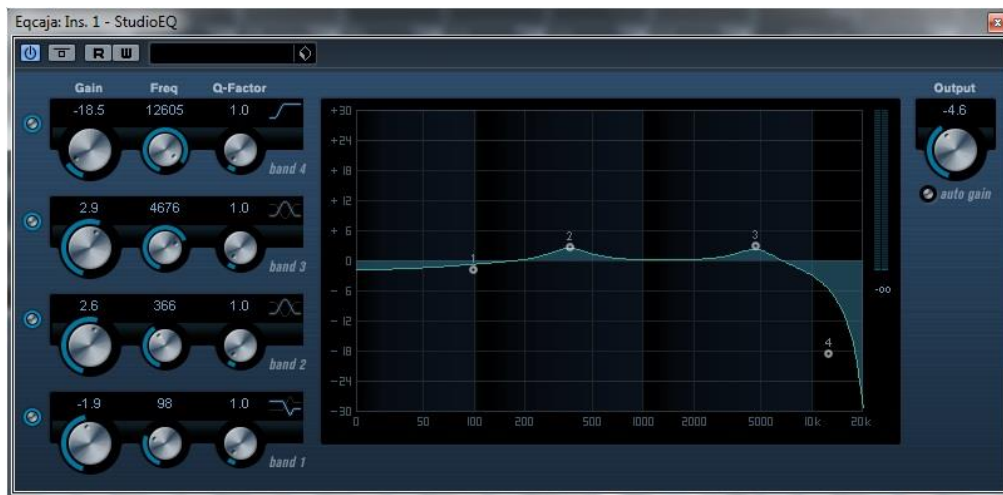 Eqcaja: Ins. 1 - StudioEQ
R W
Gain Freq Q-Factor
-18.5 12605 1.0
band 4
2.9 4676 1.0
band 3
2.6 366 1.0
band 2
-1.9 98 1.0
band 1
+30
+24
+18
+12
+6
0
-6
-12
-18
-24
-30
1 2 3 4
0 50 100 200 500 1000 2000 5000 10k 20k
-∞
Output
-4.6
auto gain